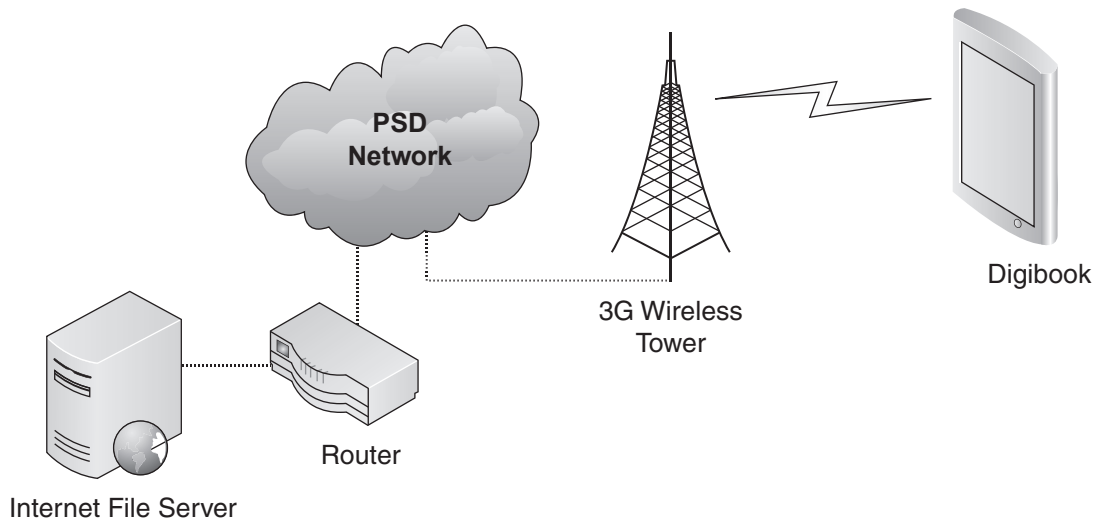 PSD
Network
Digibook
3G Wireless
Tower
Router
Internet File Server